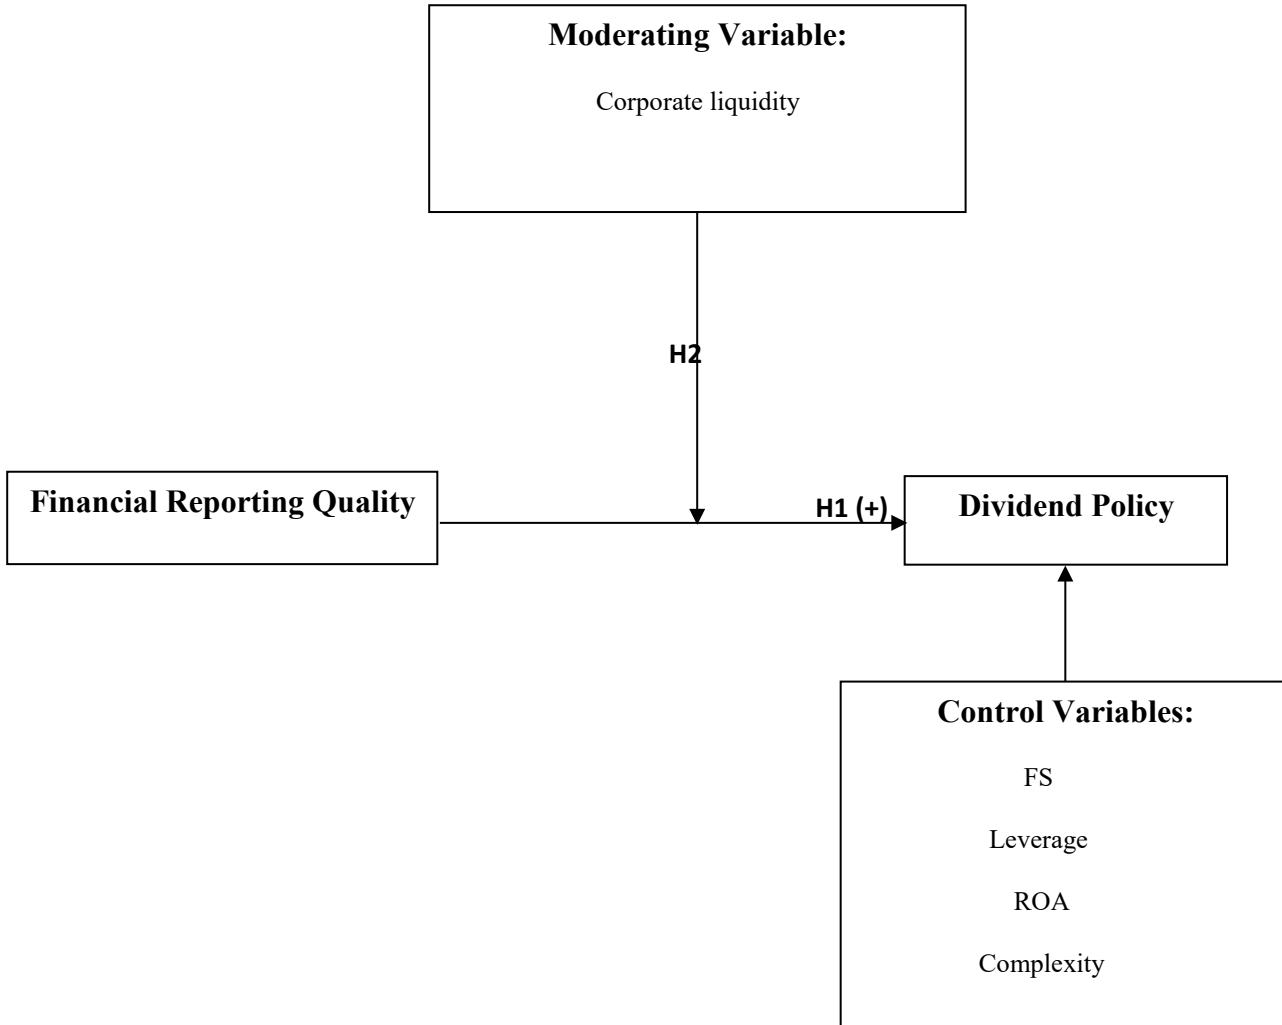 Moderating Variable:
Corporate liquidity
H2
Financial Reporting Quality
H1 (+)
Dividend Policy
Control Variables:
FS
Leverage
ROA
Complexity